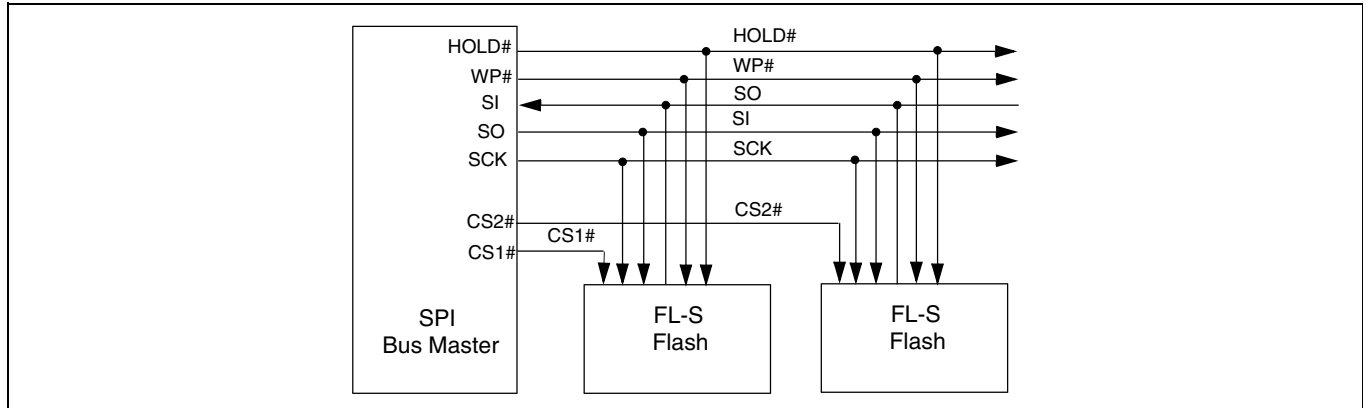 HOLD# HOLD#
WP# WP#
SI SO
SO SI
SCK SCK
CS2# CS2#
CS1# CS1#
SPI
Bus Master
FL-S
Flash
FL-S
Flash